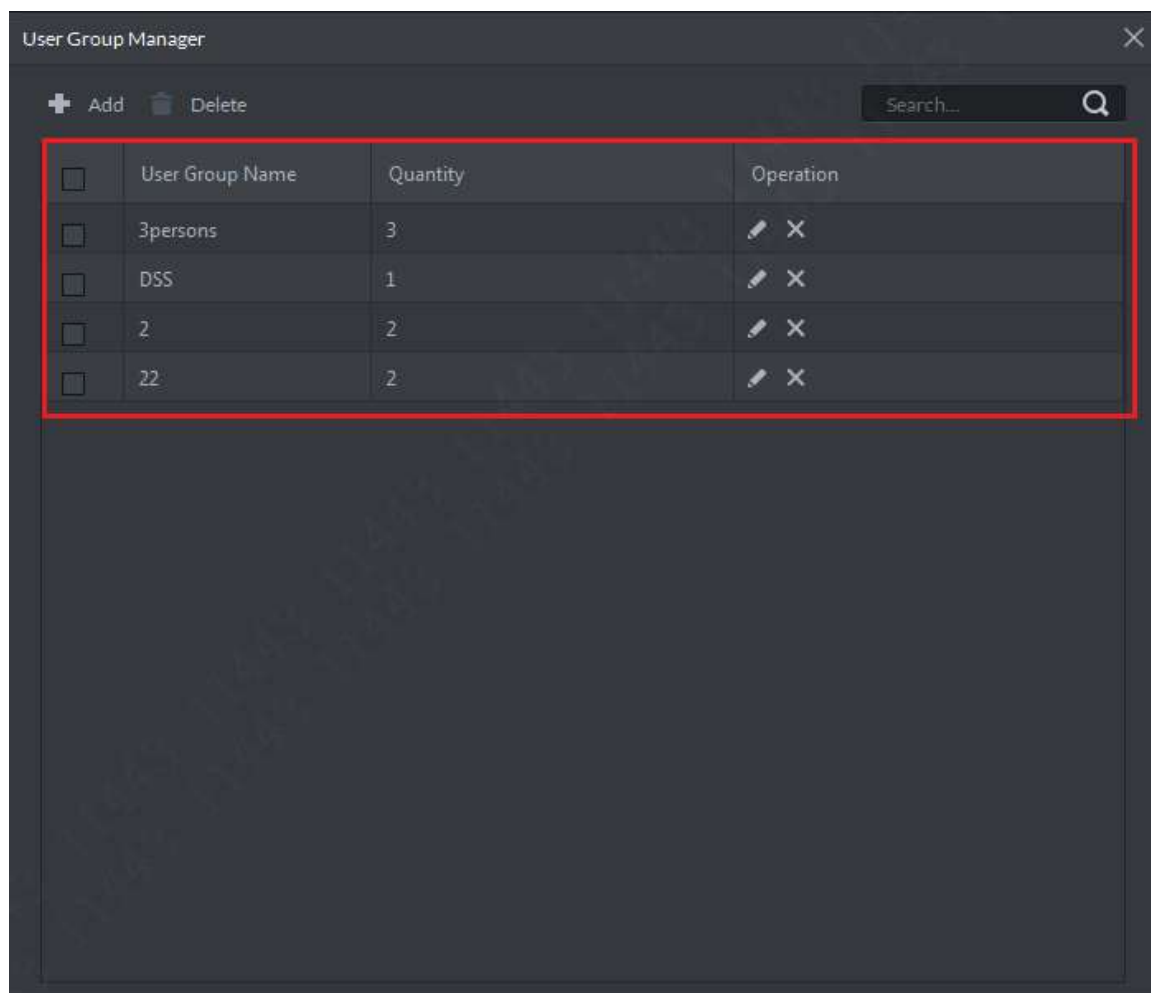 User Group Manager
Add Delete Search...
User Group Name Quantity Operation
3persons 3
DSS 1
2 2
22 2